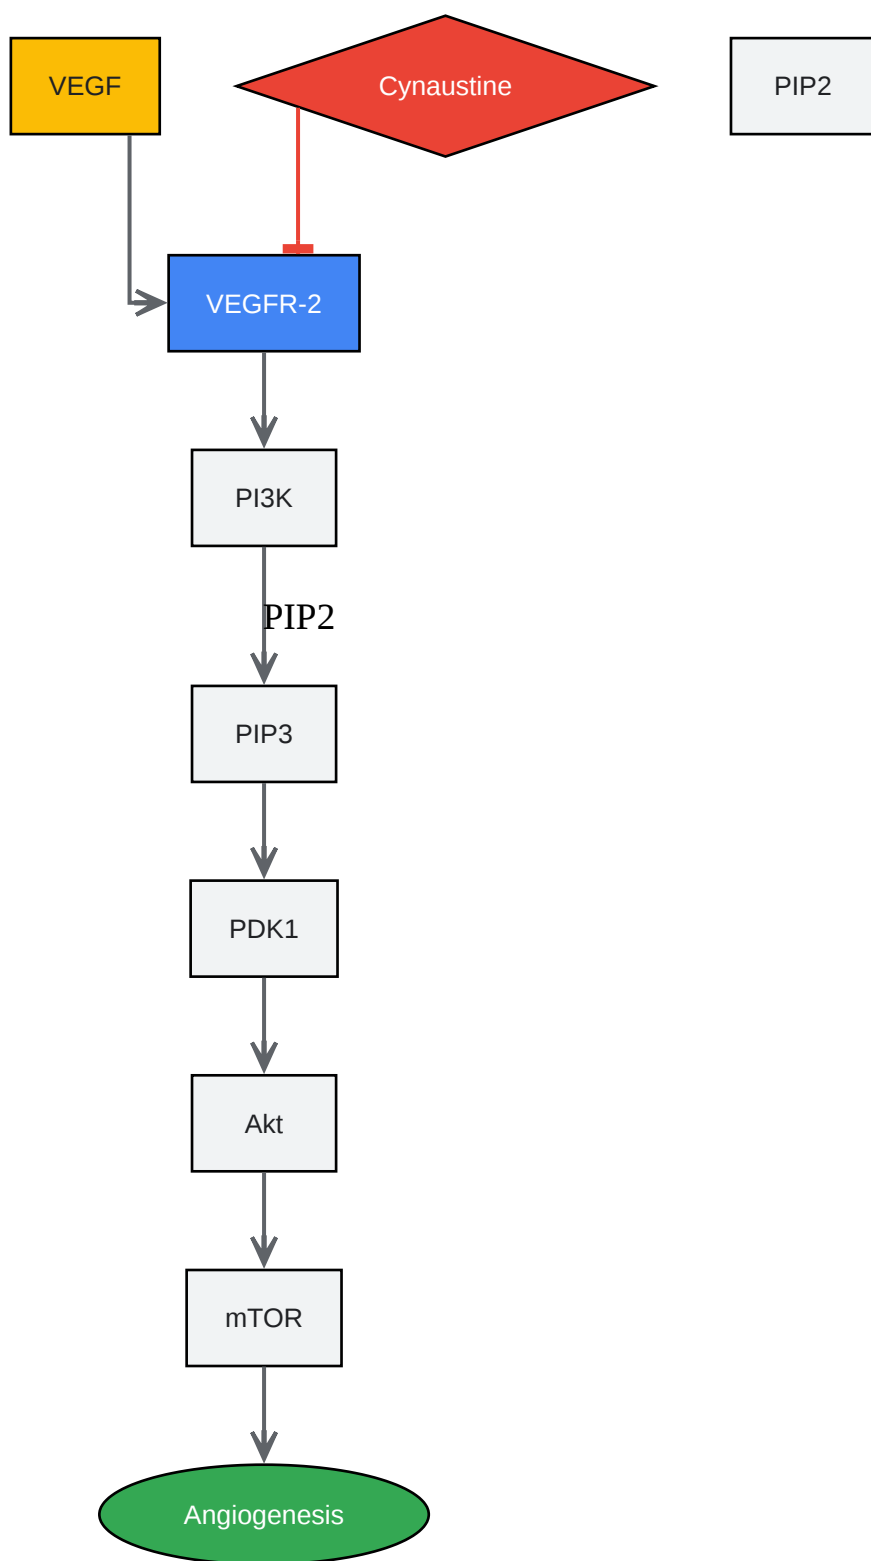 VEGF
Cynaustine
PIP2
VEGFR-2
PI3K
PIP2
PIP3
PDK1
Akt
mTOR
Angiogenesis